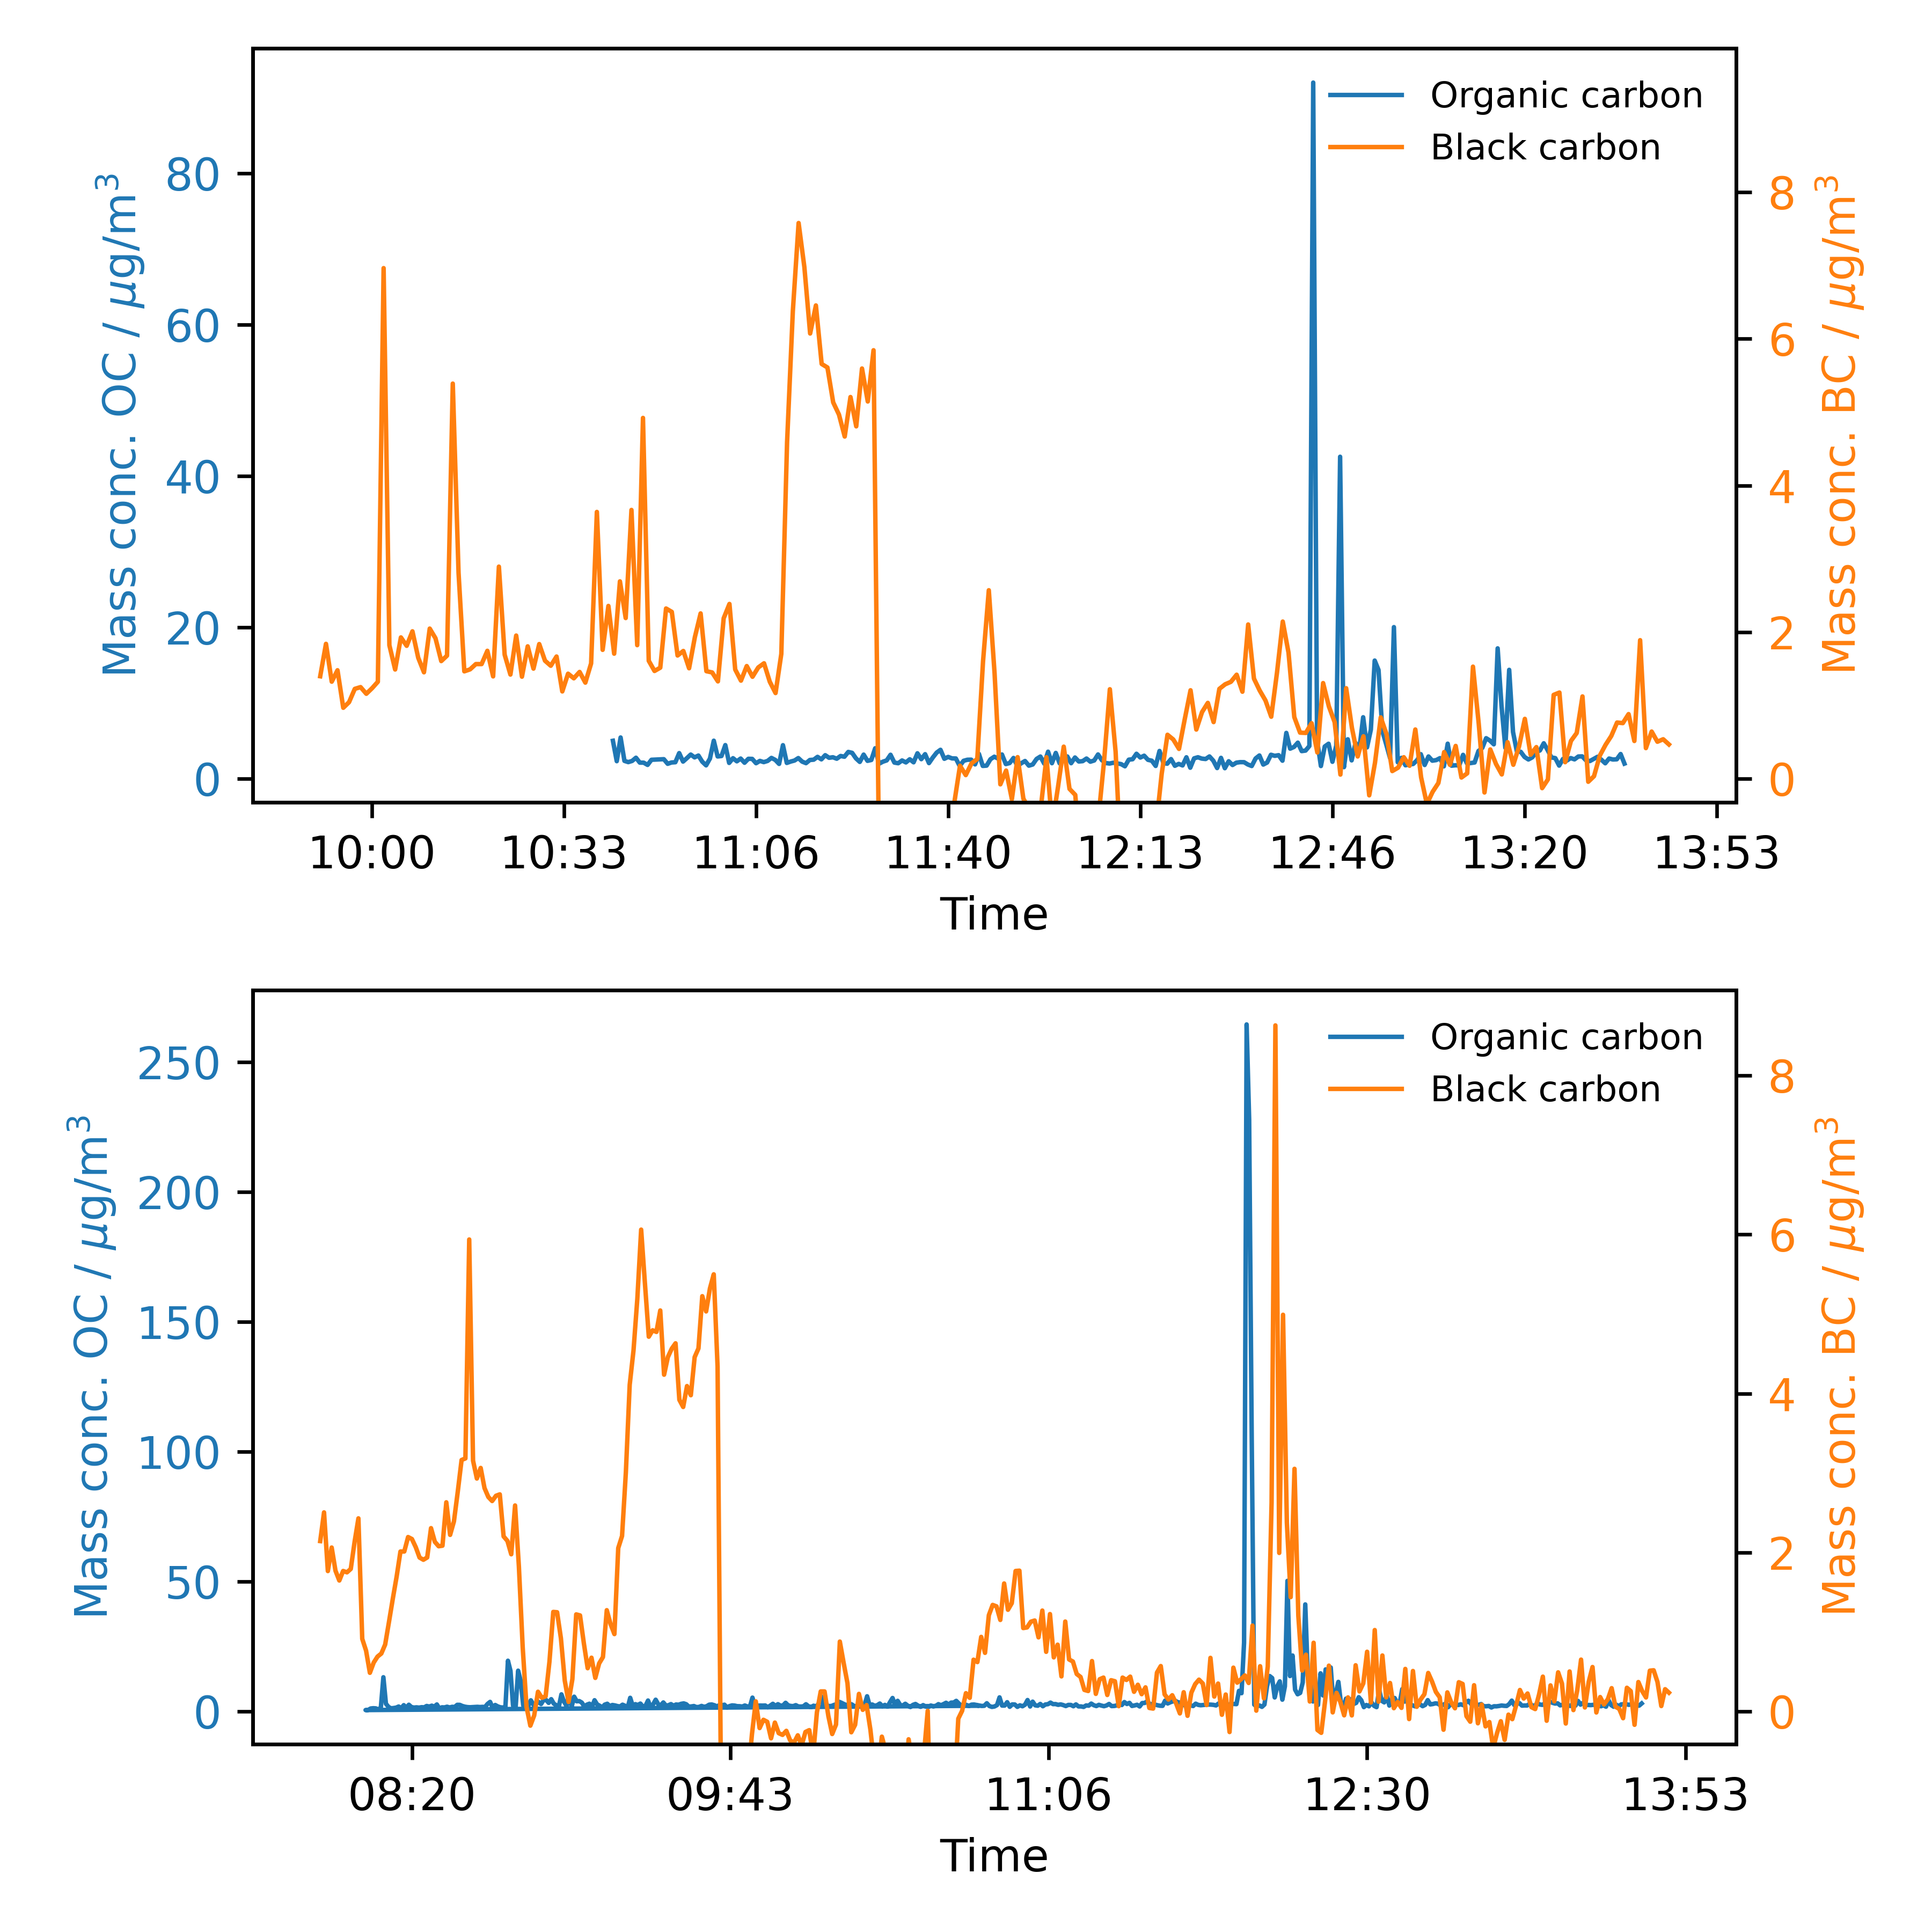 Organic carbon
Black carbon
Mass conc. OC / μg/m³
80
60
40
20
0
Mass conc. BC / μg/m³
8
6
4
2
0
10:00 10:33 11:06 11:40 12:13 12:46 13:20 13:53
Time
Organic carbon
Black carbon
Mass conc. OC / μg/m³
250
200
150
100
50
0
Mass conc. BC / μg/m³
8
6
4
2
0
08:20 09:43 11:06 12:30 13:53
Time